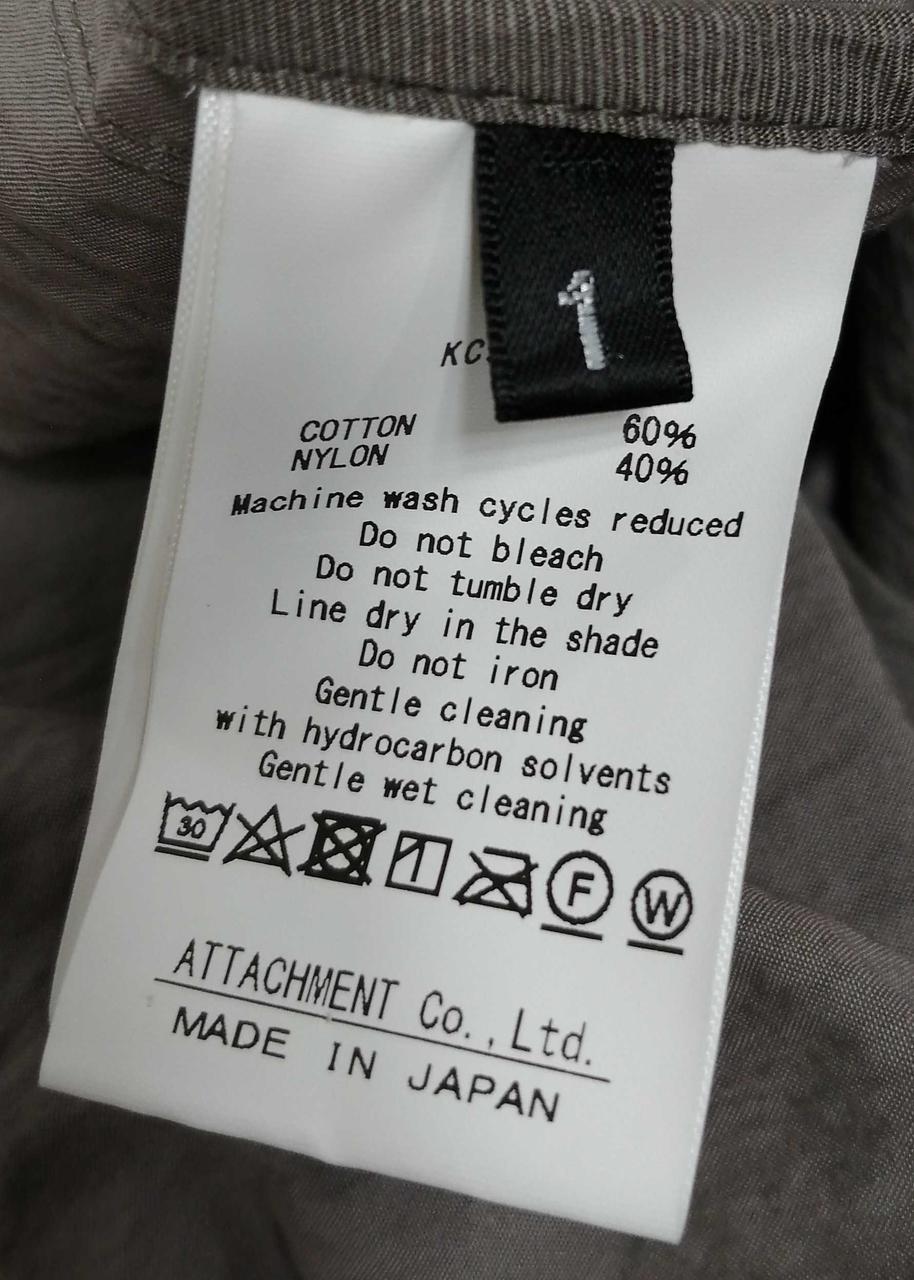 1
KC
COTTON 60%
NYLON 40%
Machine wash cycles reduced
Do not bleach
Do not tumble dry
Line dry in the shade
Do not iron
Gentle cleaning
with hydrocarbon solvents
Gentle wet cleaning
30 F W
ATTACHMENT Co.,Ltd.
MADE IN JAPAN